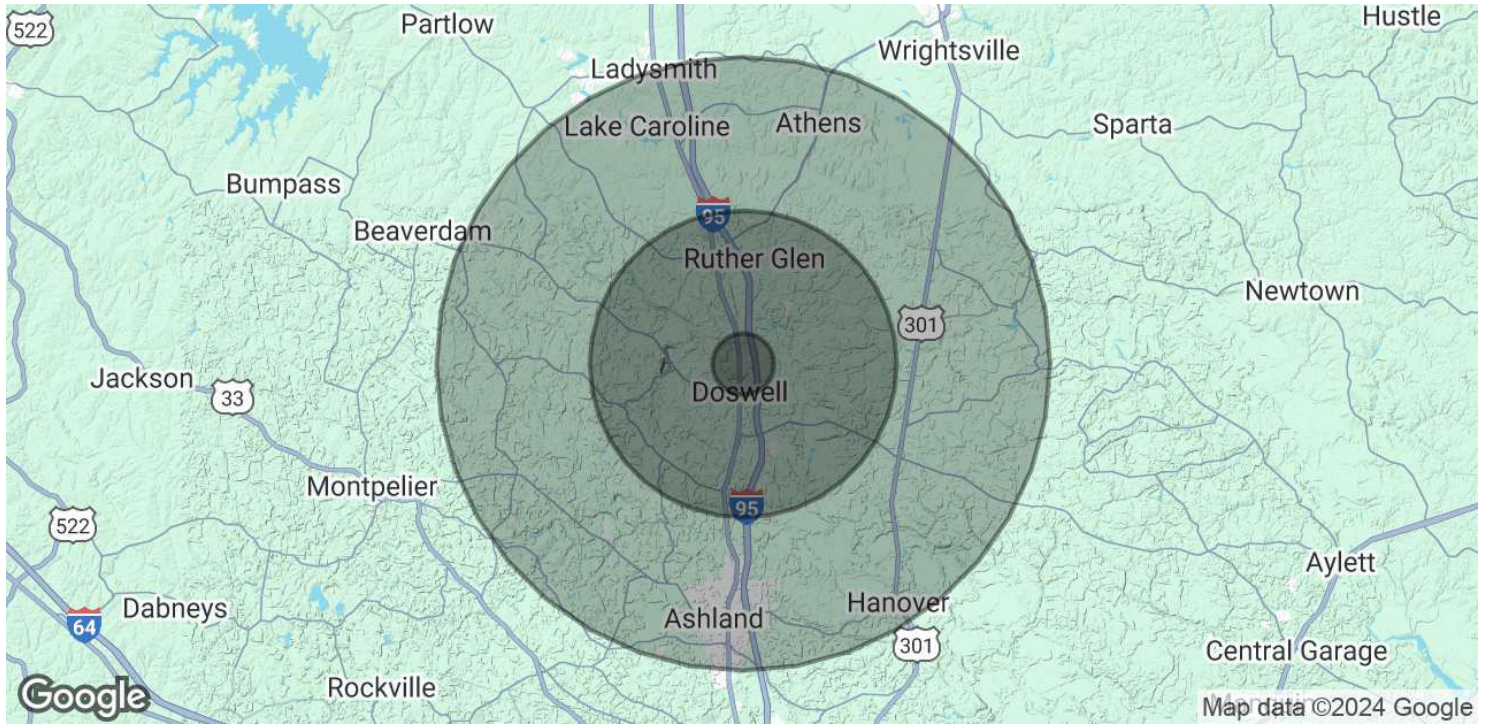 522
Partlow
Hustle
Wrightsville
Ladysmith
Lake Caroline
Athens
Sparta
Bumpass
95
Beaverdam
Ruther Glen
Newtown
301
Jackson
33
Doswell
Montpelier
95
522
Aylett
Hanover
Dabneys
Ashland
64
301
Central Garage
Rockville
Google
Map data ©2024 Google